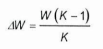 ΔW = W(K − 1) / K